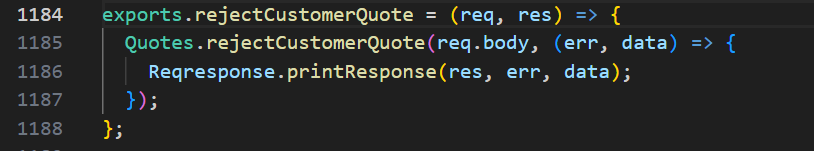 1184 exports.rejectCustomerQuote = (req, res) => {
1185   Quotes.rejectCustomerQuote(req.body, (err, data) => {
1186     Reqresponse.printResponse(res, err, data);
1187   });
1188 };